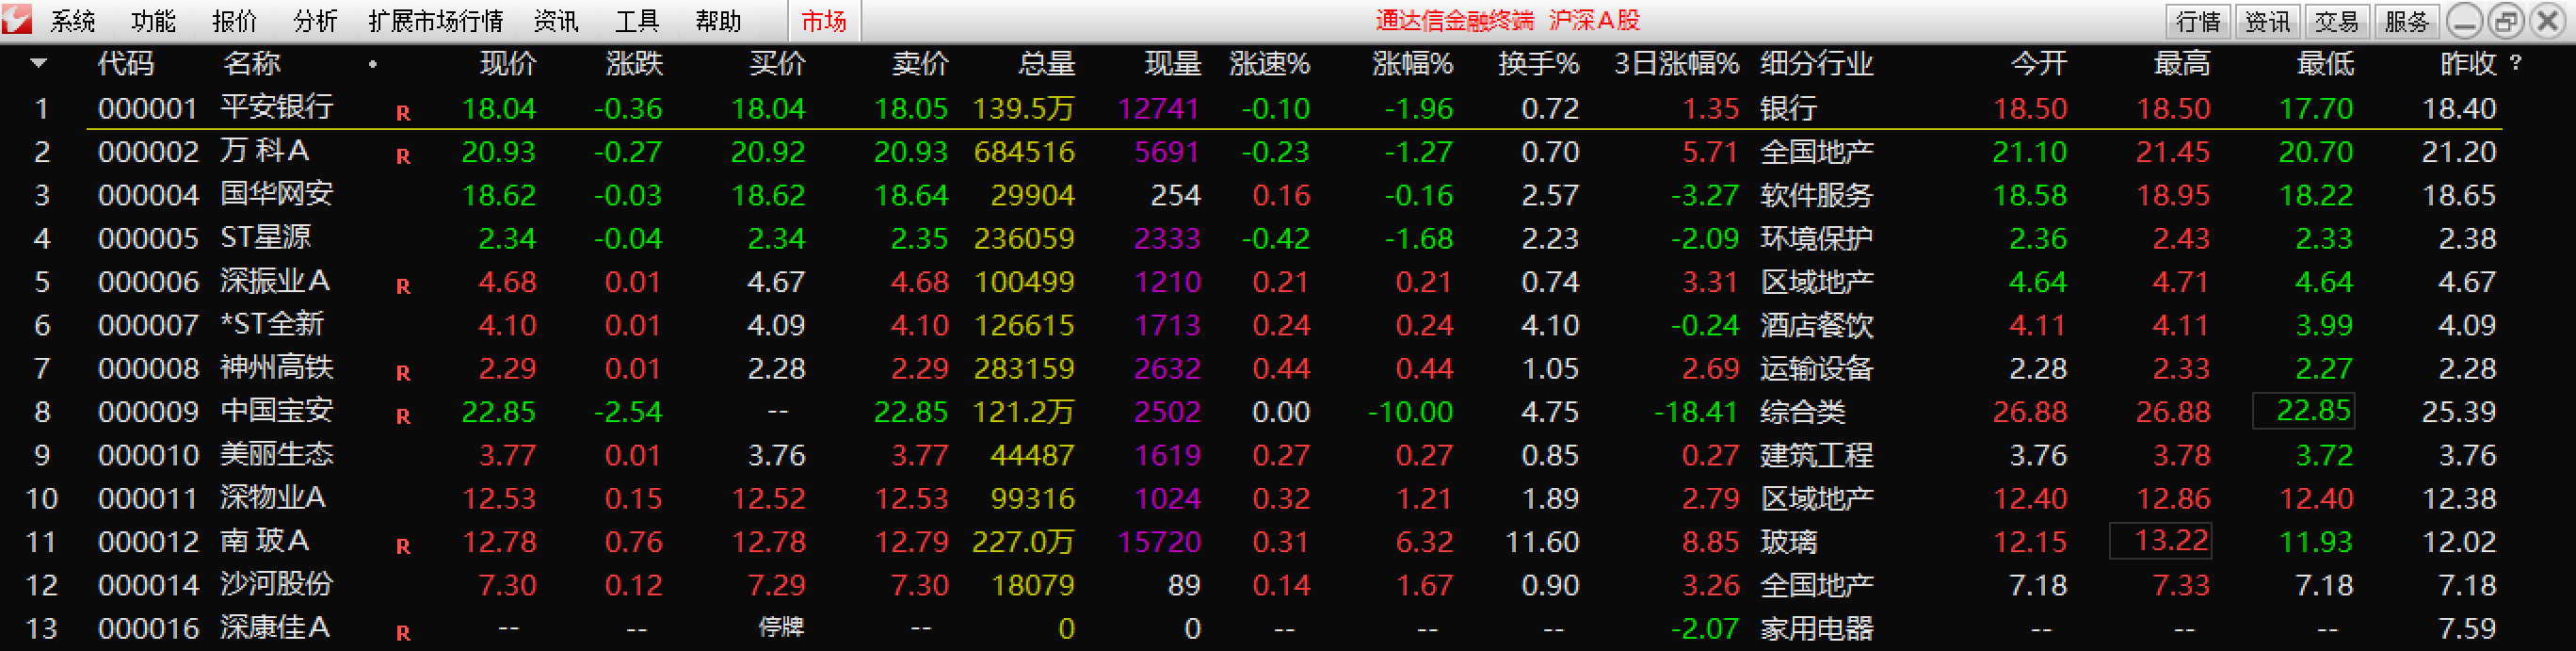 系统 功能 报价 分析 扩展市场行情 资讯 工具 帮助 市场 通达信金融终端 沪深A股 行情 资讯 交易 服务
代码 名称 现价 涨跌 买价 卖价 总量 现量 涨速% 涨幅% 换手% 3日涨幅% 细分行业 今开 最高 最低 昨收 ?
1 000001 平安银行 R 18.04 -0.36 18.04 18.05 139.5万 12741 -0.10 -1.96 0.72 1.35 银行 18.50 18.50 17.70 18.40
2 000002 万 科A R 20.93 -0.27 20.92 20.93 684516 5691 -0.23 -1.27 0.70 5.71 全国地产 21.10 21.45 20.70 21.20
3 000004 国华网安 18.62 -0.03 18.62 18.64 29904 254 0.16 -0.16 2.57 -3.27 软件服务 18.58 18.95 18.22 18.65
4 000005 ST星源 2.34 -0.04 2.34 2.35 236059 2333 -0.42 -1.68 2.23 -2.09 环境保护 2.36 2.43 2.33 2.38
5 000006 深振业A R 4.68 0.01 4.67 4.68 100499 1210 0.21 0.21 0.74 3.31 区域地产 4.64 4.71 4.64 4.67
6 000007 *ST全新 4.10 0.01 4.09 4.10 126615 1713 0.24 0.24 4.10 -0.24 酒店餐饮 4.11 4.11 3.99 4.09
7 000008 神州高铁 R 2.29 0.01 2.28 2.29 283159 2632 0.44 0.44 1.05 2.69 运输设备 2.28 2.33 2.27 2.28
8 000009 中国宝安 R 22.85 -2.54 -- 22.85 121.2万 2502 0.00 -10.00 4.75 -18.41 综合类 26.88 26.88 22.85 25.39
9 000010 美丽生态 3.77 0.01 3.76 3.77 44487 1619 0.27 0.27 0.85 0.27 建筑工程 3.76 3.78 3.72 3.76
10 000011 深物业A 12.53 0.15 12.52 12.53 99316 1024 0.32 1.21 1.89 2.79 区域地产 12.40 12.86 12.40 12.38
11 000012 南 玻A R 12.78 0.76 12.78 12.79 227.0万 15720 0.31 6.32 11.60 8.85 玻璃 12.15 13.22 11.93 12.02
12 000014 沙河股份 7.30 0.12 7.29 7.30 18079 89 0.14 1.67 0.90 3.26 全国地产 7.18 7.33 7.18 7.18
13 000016 深康佳A R -- -- 停牌 -- 0 0 -- -- -- -2.07 家用电器 -- -- -- 7.59